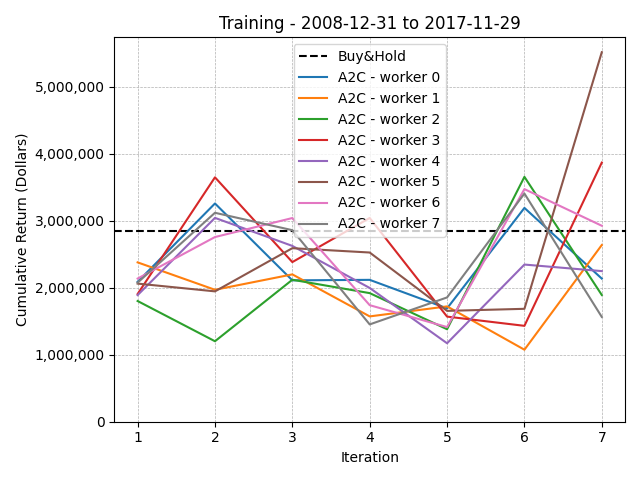 Training - 2008-12-31 to 2017-11-29
Buy&Hold
A2C - worker 0
A2C - worker 1
A2C - worker 2
A2C - worker 3
A2C - worker 4
A2C - worker 5
A2C - worker 6
A2C - worker 7
Cumulative Return (Dollars)
5,000,000
4,000,000
3,000,000
2,000,000
1,000,000
0
1 2 3 4 5 6 7
Iteration